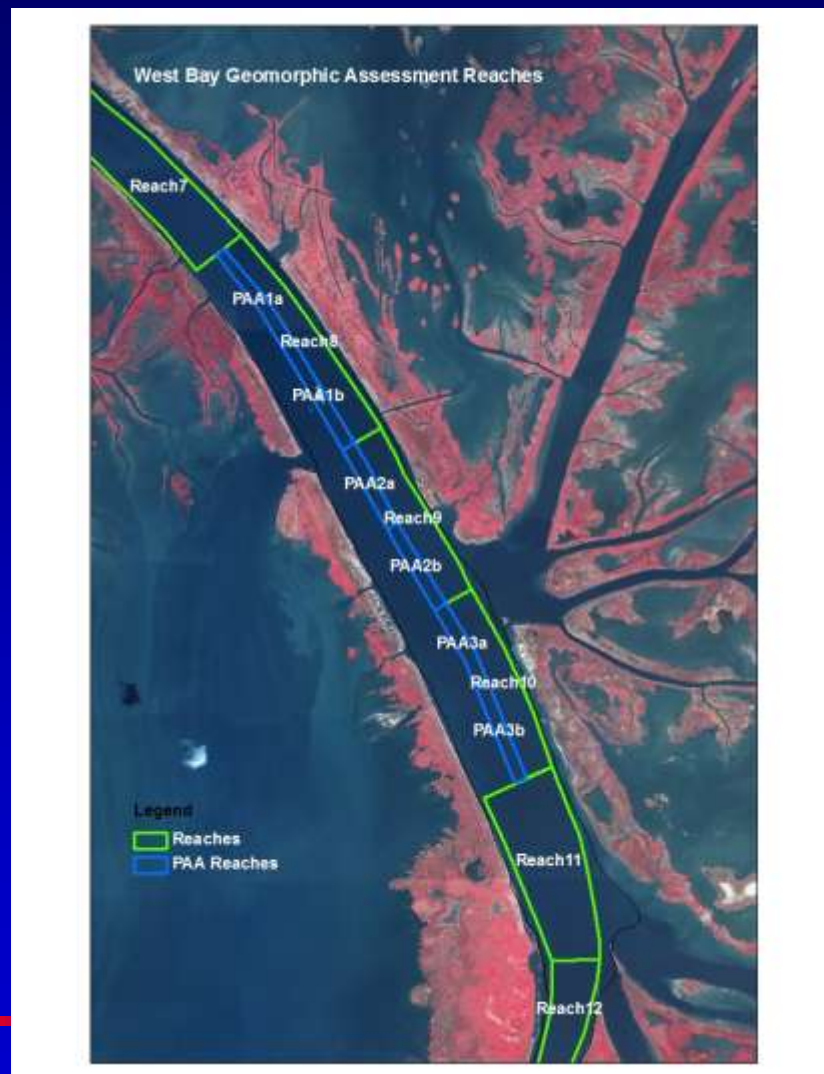 West Bay Geomorphic Assessment Reaches
Reach7
PAA1a
Reach8
PAA1b
PAA2a
Reach9
PAA2b
PAA3a
Reach10
PAA3b
Legend
Reaches
PAA Reaches
Reach11
Reach12